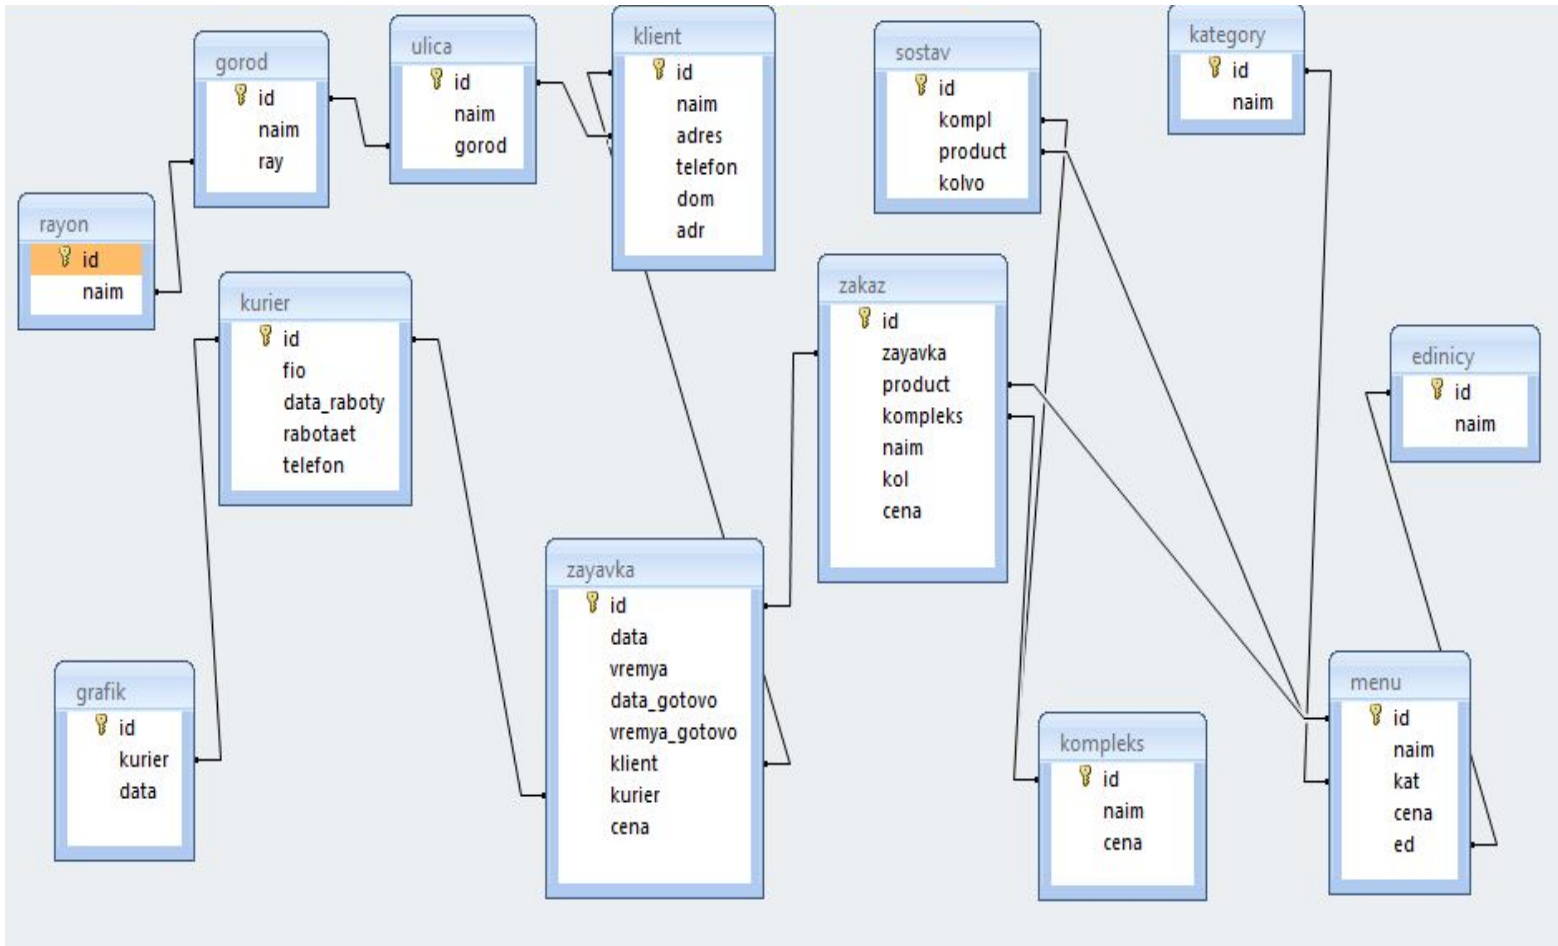 gorod
id
naim
ray
ulica
id
naim
gorod
klient
id
naim
adres
telefon
dom
adr
sostav
id
kompl
product
kolvo
kategory
id
naim
rayon
id
naim
kurier
id
fio
data_raboty
rabotaet
telefon
zakaz
id
zayavka
product
kompleks
naim
kol
cena
edinicy
id
naim
grafik
id
kurier
data
zayavka
id
data
vremya
data_gotovo
vremya_gotovo
klient
kurier
cena
kompleks
id
naim
cena
menu
id
naim
kat
cena
ed